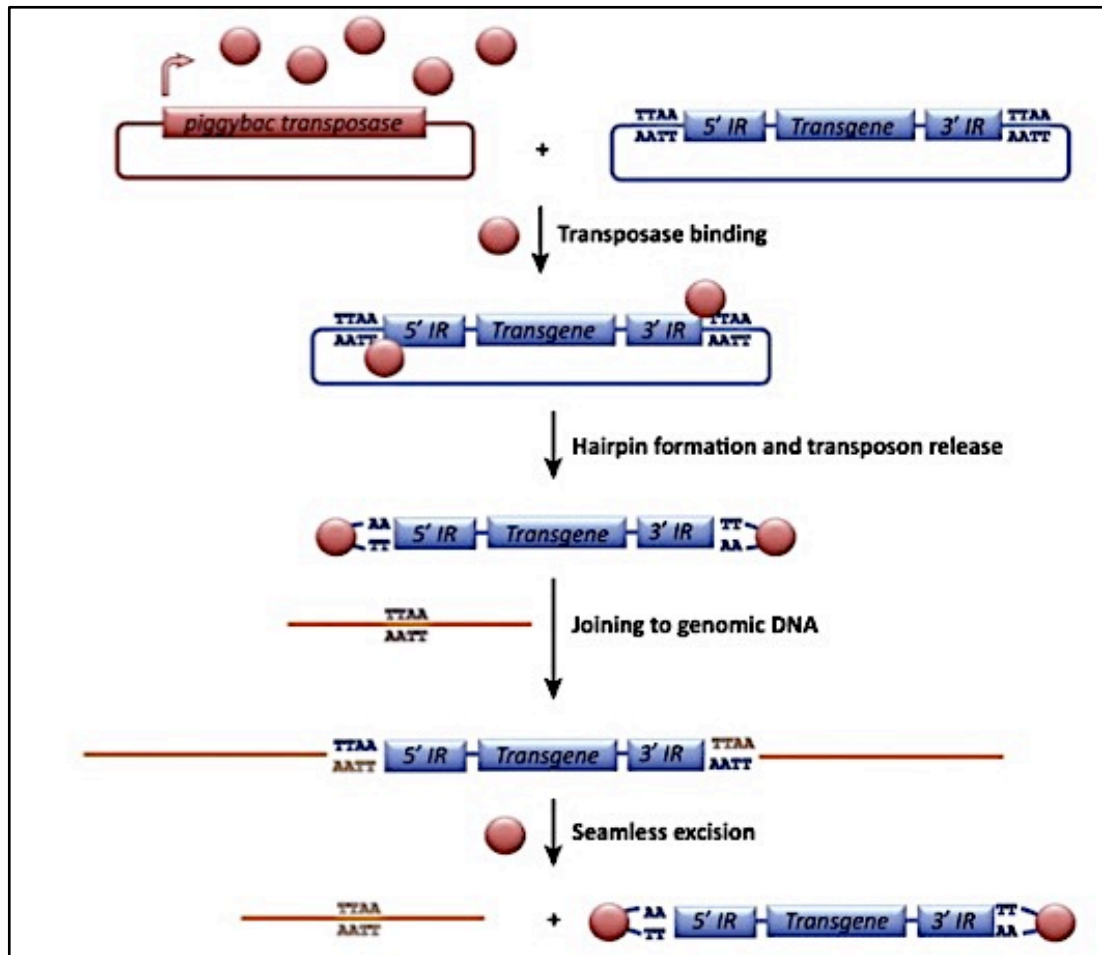 piggybac transposase
+
TTAA 5' IR Transgene 3' IR TTAA
AATT AATT
Transposase binding
TTAA 5' IR Transgene 3' IR TTAA
AATT AATT
Hairpin formation and transposon release
AA 5' IR Transgene 3' IR TT
TT AA
TTAA
AATT
Joining to genomic DNA
TTAA 5' IR Transgene 3' IR TTAA
AATT AATT
Seamless excision
TTAA
AATT
+
AA 5' IR Transgene 3' IR TT
TT AA